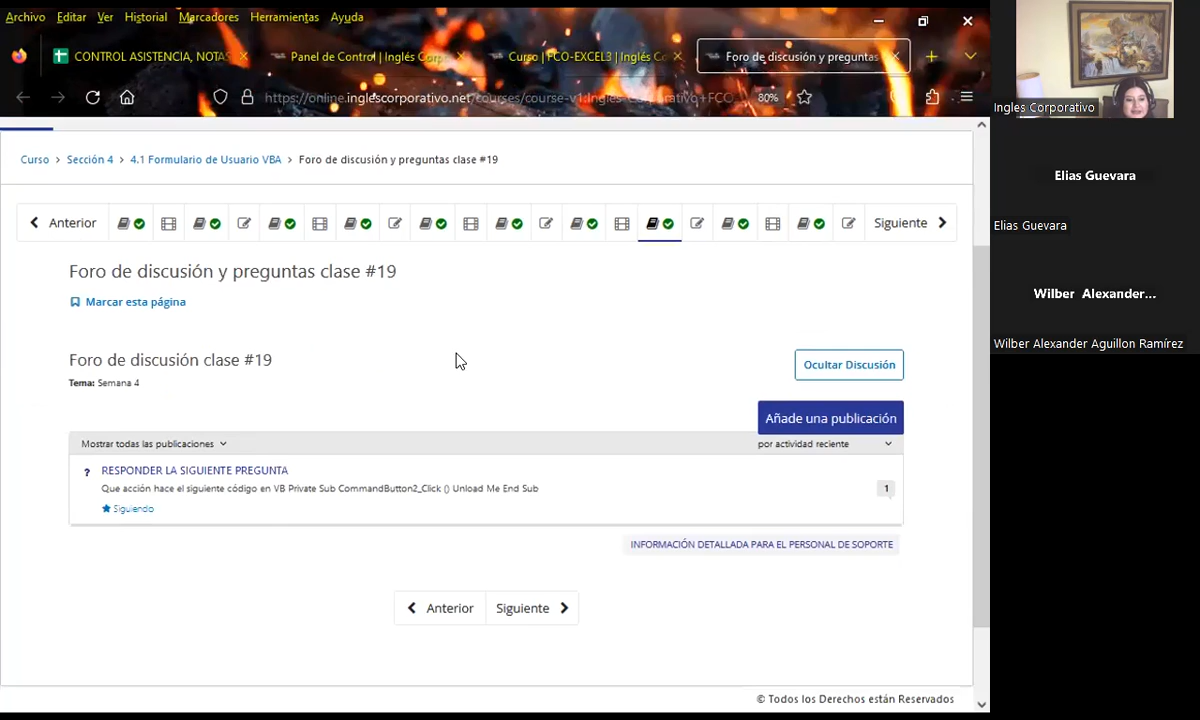 Archivo Editar Ver Historial Marcadores Herramientas Ayuda
CONTROL ASISTENCIA, NOTAS
Panel de Control | Inglés Corp
Curso | FCO-EXCEL3 | Inglés Co
Foro de discusión y preguntas
https://online.inglescorporativo.net/courses/course-v1:Ingles-Corporativo+FCO
80%
Curso > Sección 4 > 4.1 Formulario de Usuario VBA > Foro de discusión y preguntas clase #19
Anterior
Siguiente
Foro de discusión y preguntas clase #19
Marcar esta página
Foro de discusión clase #19
Tema: Semana 4
Ocultar Discusión
Añade una publicación
Mostrar todas las publicaciones
por actividad reciente
? RESPONDER LA SIGUIENTE PREGUNTA
Que acción hace el siguiente código en VB Private Sub CommandButton2_Click () Unload Me End Sub
1
Siguiendo
INFORMACIÓN DETALLADA PARA EL PERSONAL DE SOPORTE
Anterior
Siguiente
© Todos los Derechos están Reservados
Ingles Corporativo
Elias Guevara
Elias Guevara
Wilber Alexander...
Wilber Alexander Aguillon Ramírez